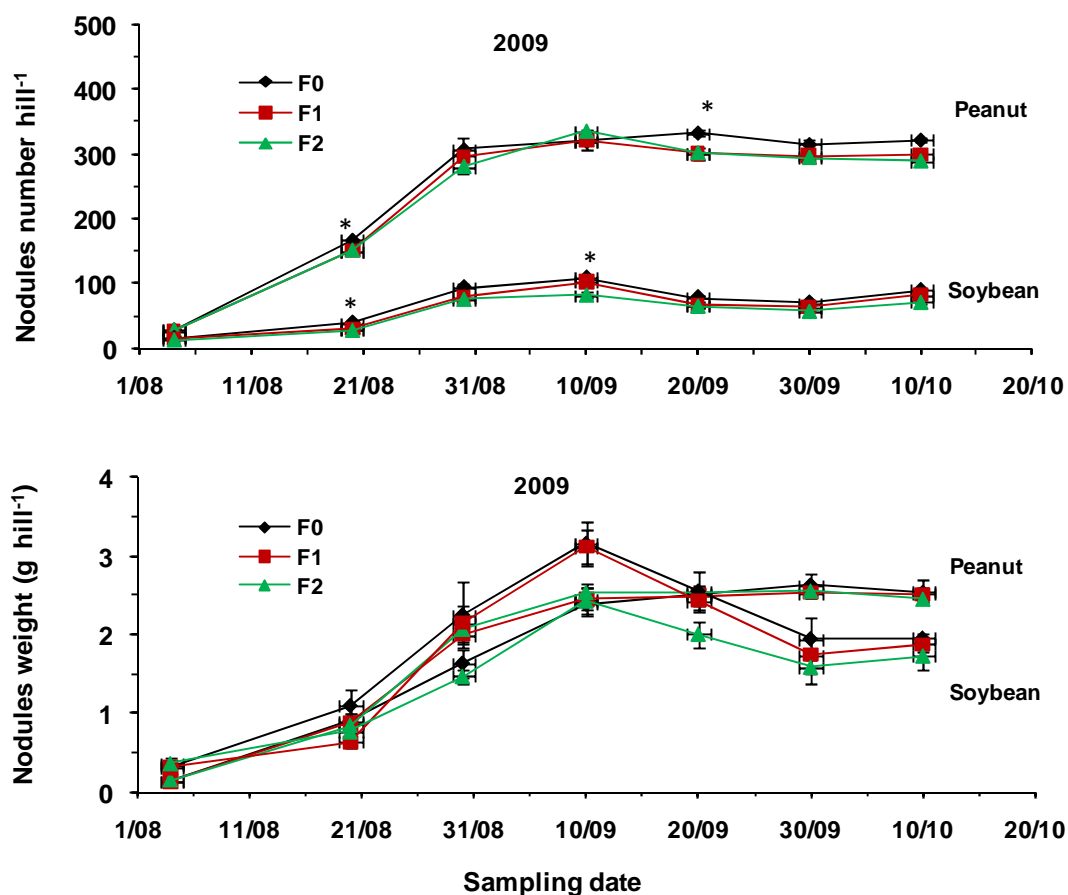 500
400
300
200
100
0
Nodules number hill-1
2009
F0
F1
F2
*
*
*
*
Peanut
Soybean
1/08 11/08 21/08 31/08 10/09 20/09 30/09 10/10 20/10
4
3
2
1
0
Nodules weight (g hill-1)
2009
F0
F1
F2
Peanut
Soybean
1/08 11/08 21/08 31/08 10/09 20/09 30/09 10/10 20/10
Sampling date